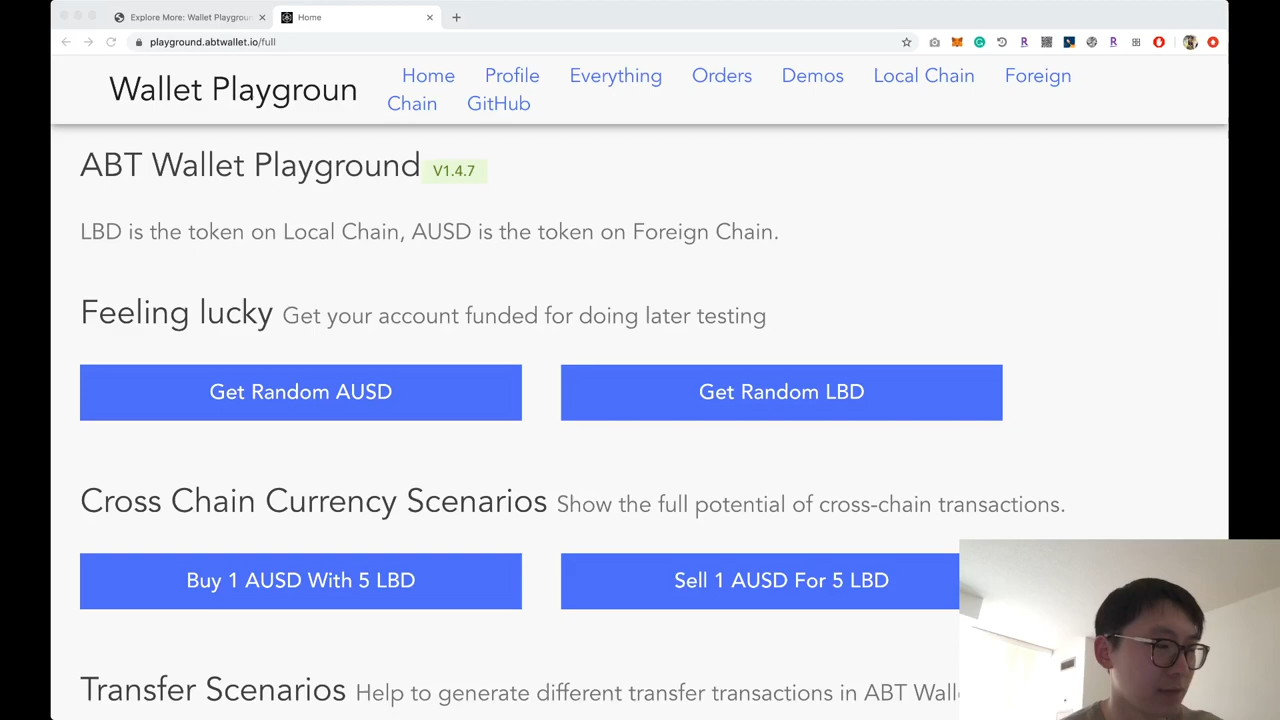 Explore More: Wallet Playgroun
Home
playground.abtwallet.io/full
Wallet Playgroun
Home Profile Everything Orders Demos Local Chain Foreign
Chain GitHub
ABT Wallet Playground V1.4.7
LBD is the token on Local Chain, AUSD is the token on Foreign Chain.
Feeling lucky Get your account funded for doing later testing
Get Random AUSD Get Random LBD
Cross Chain Currency Scenarios Show the full potential of cross-chain transactions.
Buy 1 AUSD With 5 LBD Sell 1 AUSD For 5 LBD
Transfer Scenarios Help to generate different transfer transactions in ABT Walle